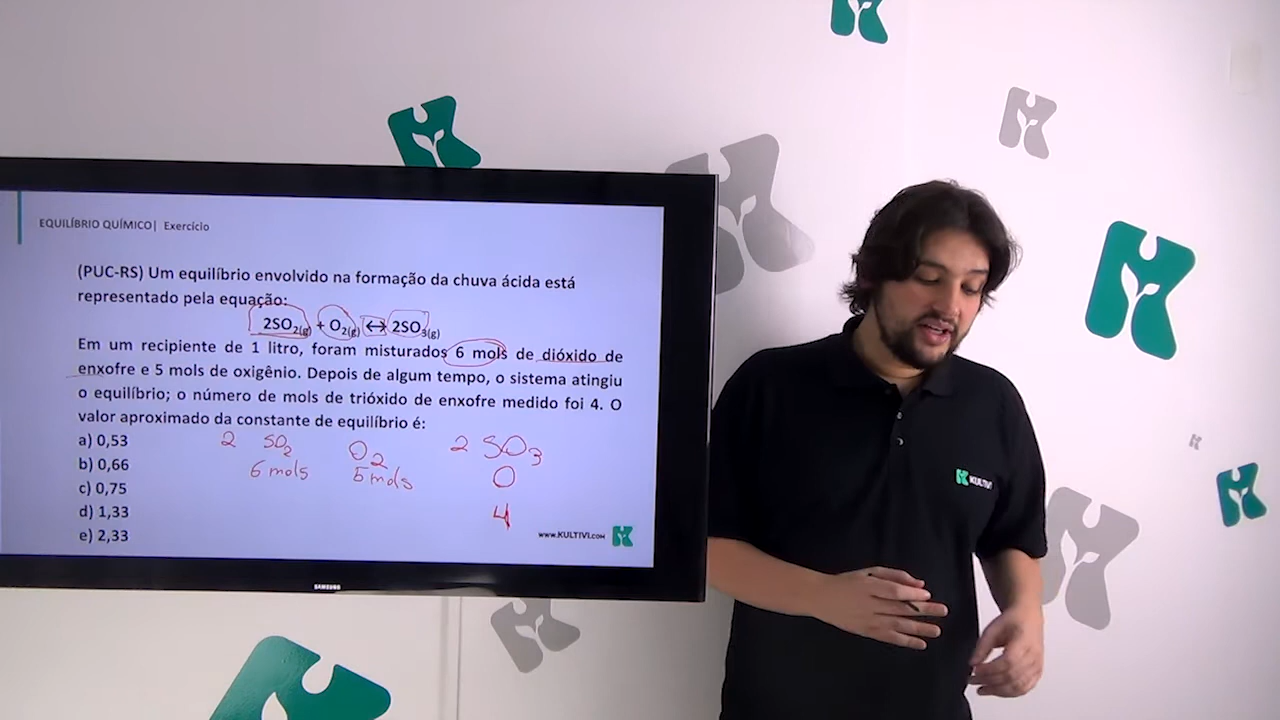 EQUILÍBRIO QUÍMICO| Exercício
(PUC-RS) Um equilíbrio envolvido na formação da chuva ácida está
representado pela equação:
2SO2(g) + O2(g) ↔ 2SO3(g)
Em um recipiente de 1 litro, foram misturados 6 mols de dióxido de
enxofre e 5 mols de oxigênio. Depois de algum tempo, o sistema atingiu
o equilíbrio; o número de mols de trióxido de enxofre medido foi 4. O
valor aproximado da constante de equilíbrio é:
a) 0,53
b) 0,66
c) 0,75
d) 1,33
e) 2,33
2 SO2 O2 2 SO3
6 mols 5 mols 0
4
www.KULTIVI.COM
SAMSUNG
KULTIVI